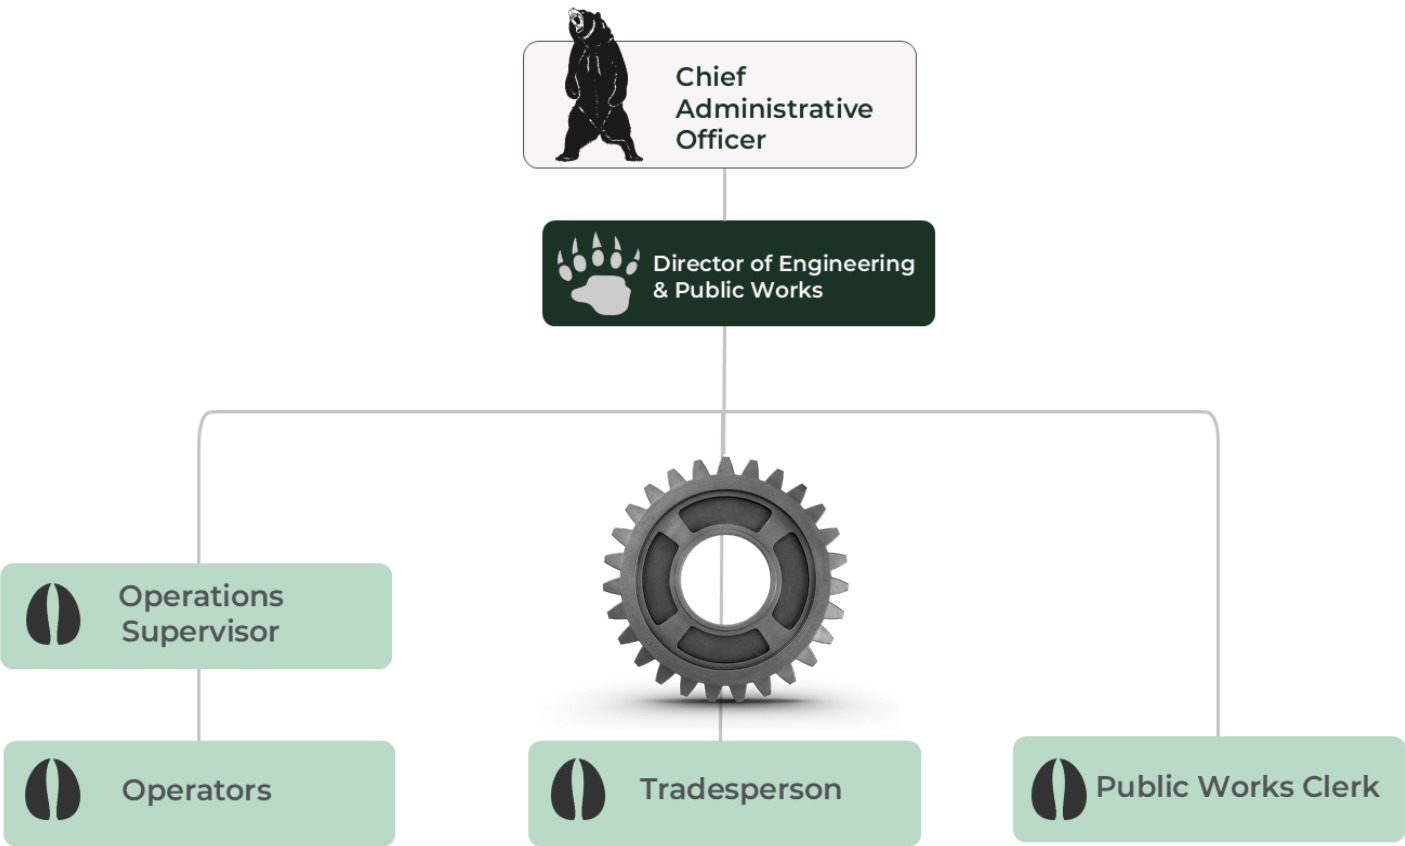 Chief
Administrative
Officer
Director of Engineering
& Public Works
Operations
Supervisor
Operators
Tradesperson
Public Works Clerk